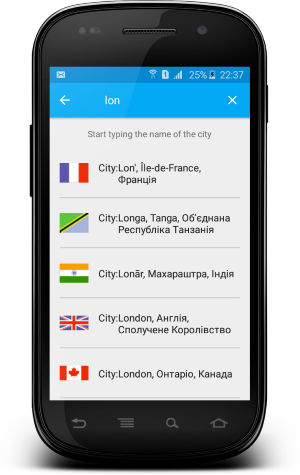 25% 22:37
lon
Start typing the name of the city
City:Lon', Île-de-France,
Франція
City:Longa, Tanga, Об'єднана
Республіка Танзанія
City:Lonār, Махараштра, Індія
City:London, Англія,
Сполучене Королівство
City:London, Онтаріо, Канада